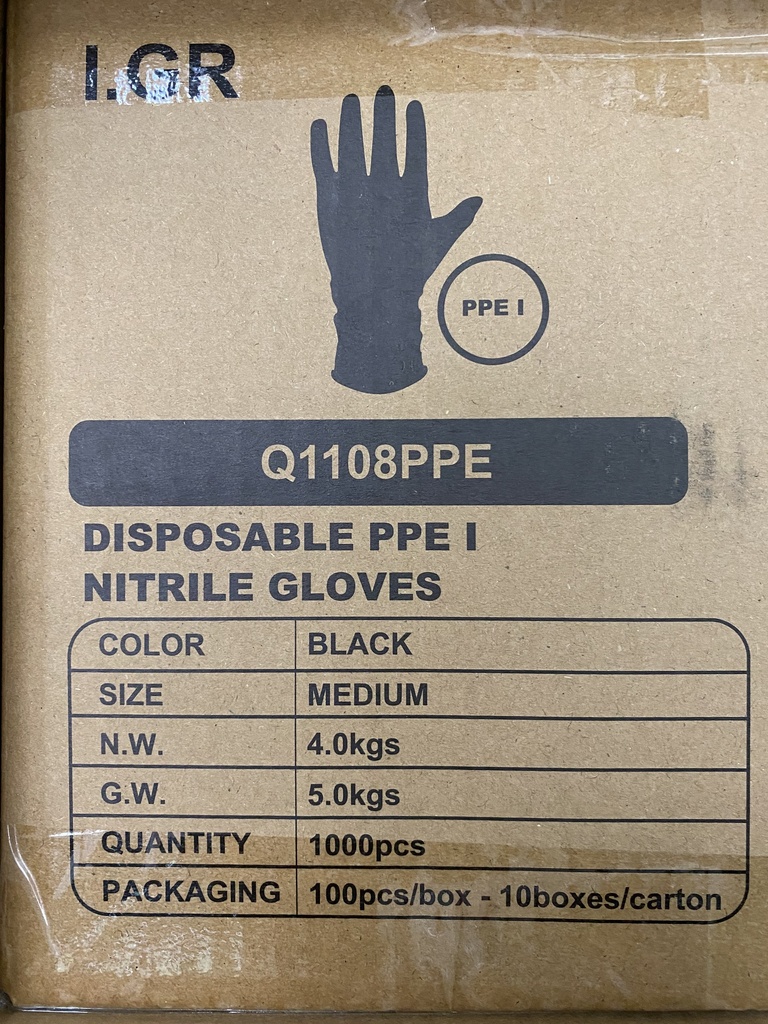 I.GR
PPE I
Q1108PPE
DISPOSABLE PPE I
NITRILE GLOVES
COLOR BLACK
SIZE MEDIUM
N.W. 4.0kgs
G.W. 5.0kgs
QUANTITY 1000pcs
PACKAGING 100pcs/box - 10boxes/carton